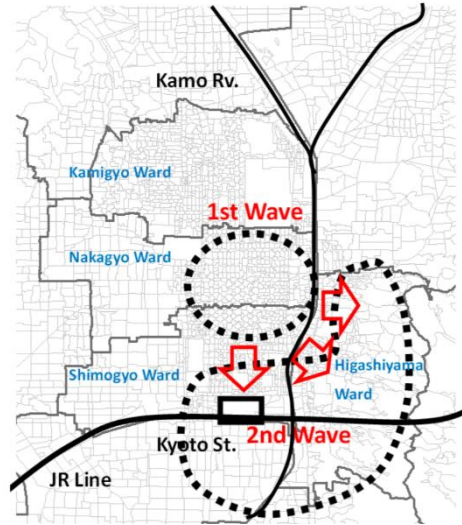 Kamo Rv.
Kamigyo Ward
1st Wave
Nakagyo Ward
Shimogyo Ward
Higashiyama
Ward
2nd Wave
Kyoto St.
JR Line